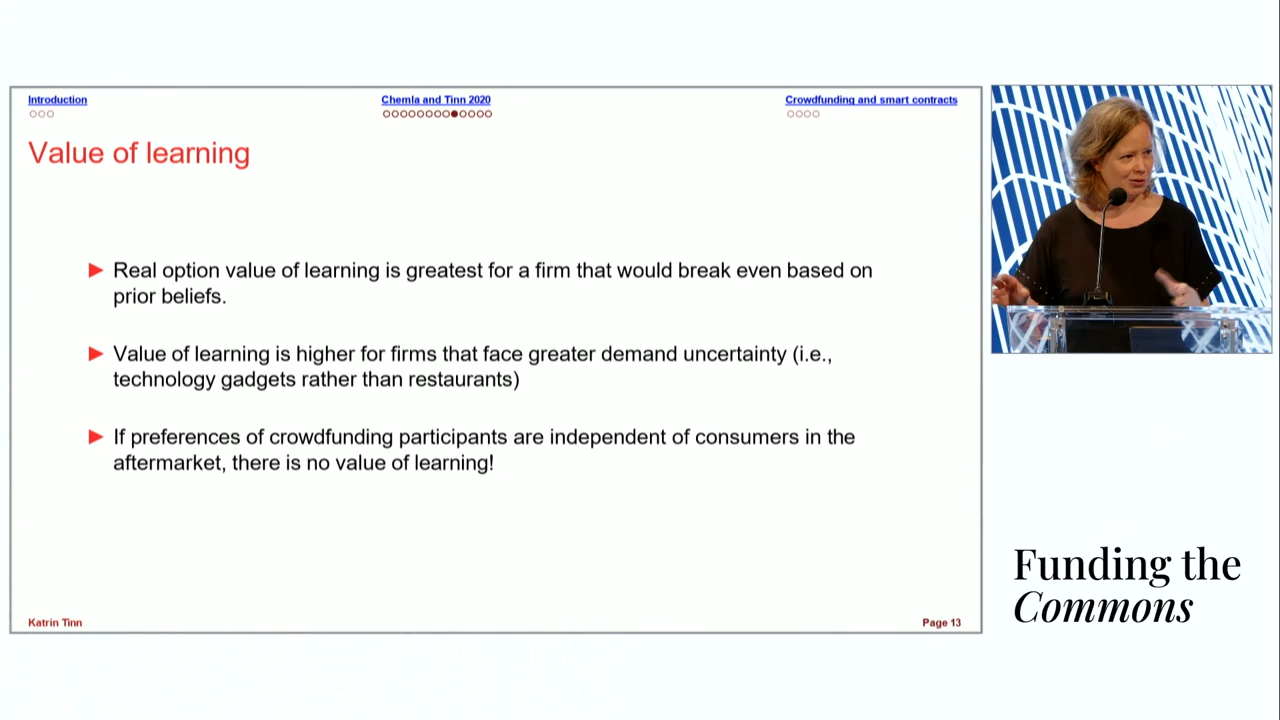 Introduction
Chemla and Tinn 2020
Crowdfunding and smart contracts
Value of learning
Real option value of learning is greatest for a firm that would break even based on
prior beliefs.
Value of learning is higher for firms that face greater demand uncertainty (i.e.,
technology gadgets rather than restaurants)
If preferences of crowdfunding participants are independent of consumers in the
aftermarket, there is no value of learning!
Katrin Tinn
Page 13
Funding the
Commons